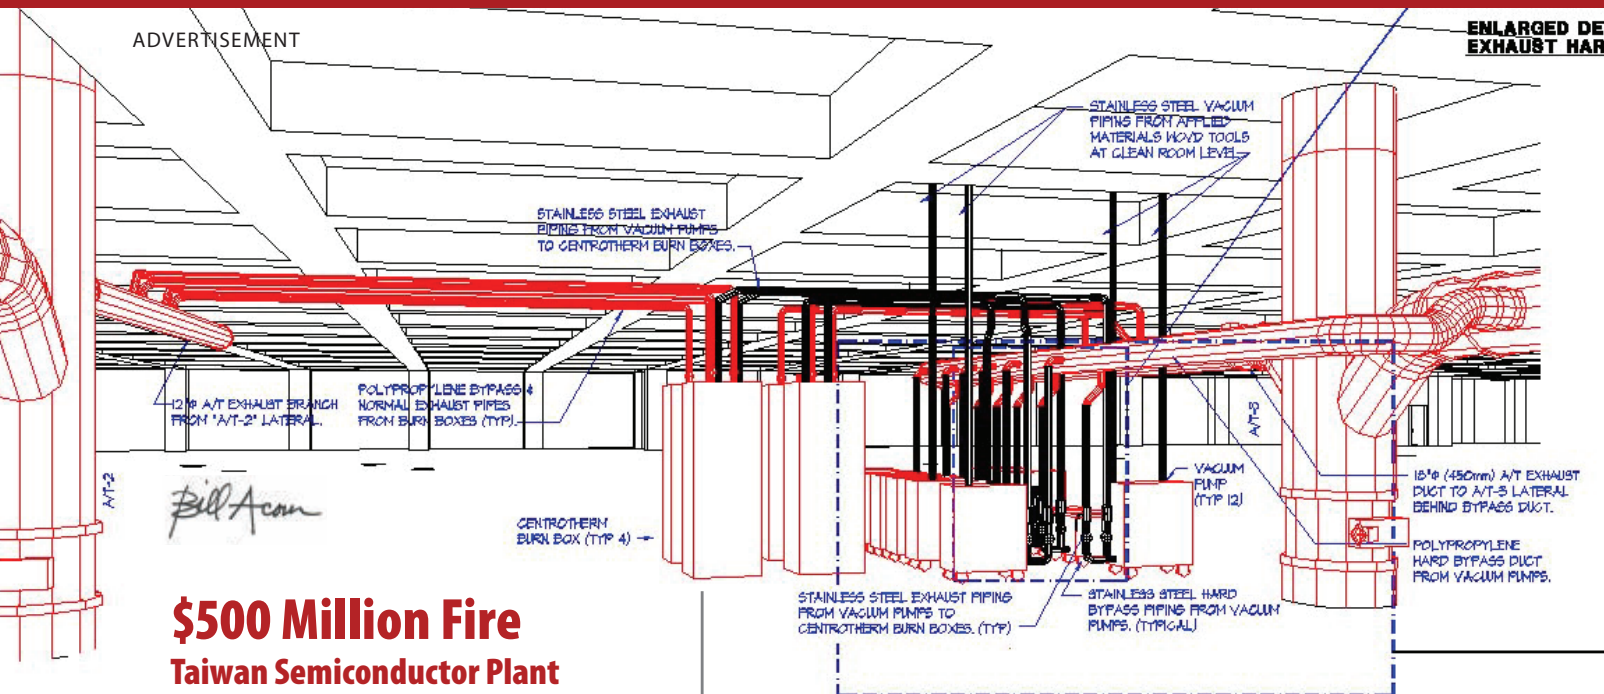 ADVERTISEMENT
ENLARGED DE
EXHAUST HAR
STAINLESS STEEL VACUUM
PIPING FROM APPLIED
MATERIALS WCVD TOOLS
AT CLEAN ROOM LEVEL
STAINLESS STEEL EXHAUST
PIPING FROM VACUUM PUMPS
TO CENTROTHERM BURN BOXES.
12"Φ A/T EXHAUST BRANCH
FROM "A/T-2" LATERAL.
POLYPROPYLENE BYPASS &
NORMAL EXHAUST PIPES
FROM BURN BOXES (TYP).
A/T-3
A/T-2
VACUUM
PUMP
(TYP 12)
18"Φ (450mm) A/T EXHAUST
DUCT TO A/T-3 LATERAL
BEHIND BYPASS DUCT.
Bill Acorn
CENTROTHERM
BURN BOX (TYP 4)
POLYPROPYLENE
HARD BYPASS DUCT
FROM VACUUM PUMPS.
STAINLESS STEEL EXHAUST PIPING
FROM VACUUM PUMPS TO
CENTROTHERM BURN BOXES. (TYP)
STAINLESS STEEL HARD
BYPASS PIPING FROM VACUUM
PUMPS. (TYPICAL)
$500 Million Fire
Taiwan Semiconductor Plant